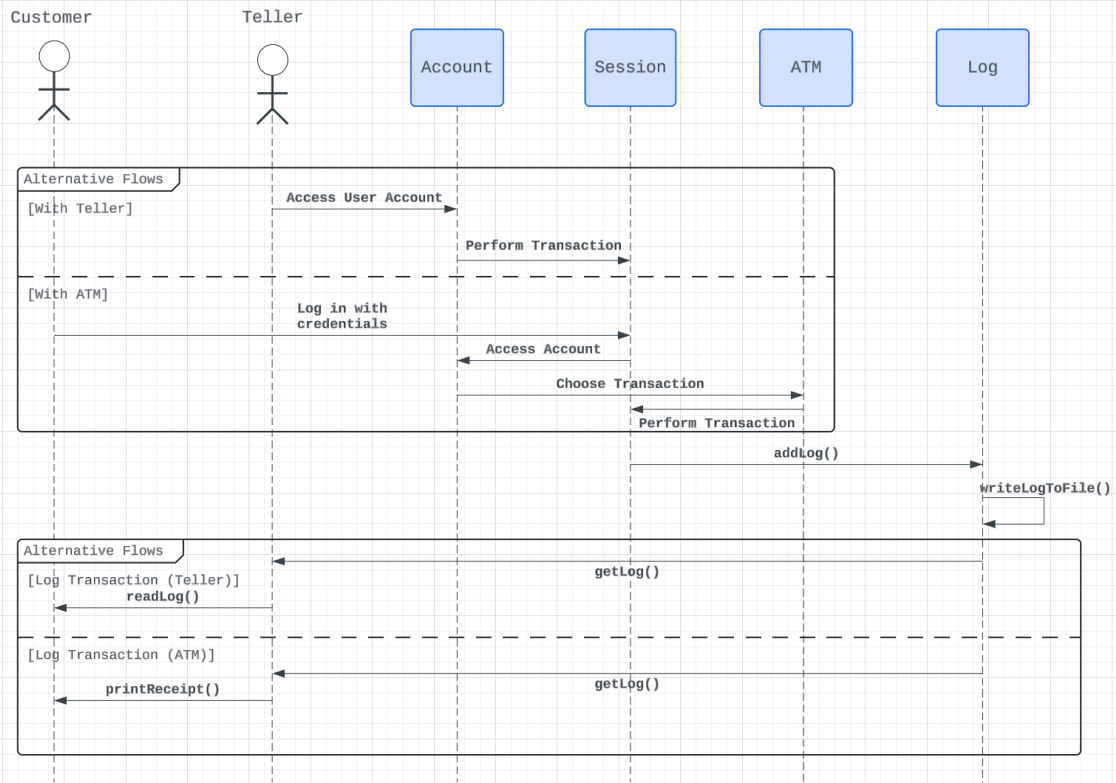 Customer
Teller
Account
Session
ATM
Log
Alternative Flows
[With Teller]
Access User Account
Perform Transaction
[With ATM]
Log in with
credentials
Access Account
Choose Transaction
Perform Transaction
addLog()
writeLogToFile()
Alternative Flows
getLog()
[Log Transaction (Teller)]
readLog()
[Log Transaction (ATM)]
getLog()
printReceipt()